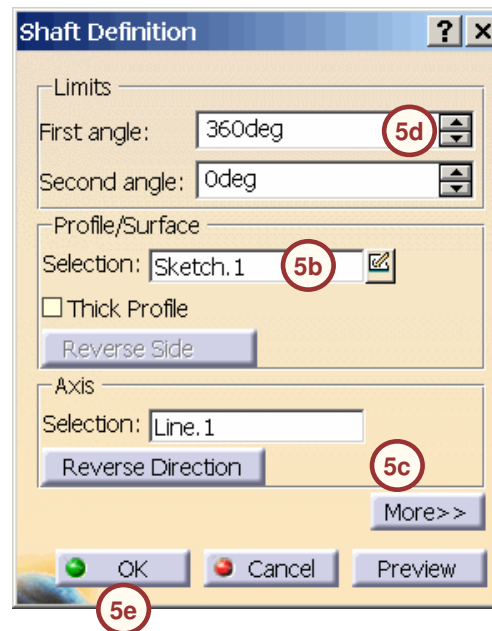 Shaft Definition ? ×
Limits
First angle: 360deg 5d
Second angle: 0deg
Profile/Surface
Selection: Sketch.1 5b
Thick Profile
Reverse Side
Axis
Selection: Line.1
Reverse Direction 5c
More>>
OK Cancel Preview
5e